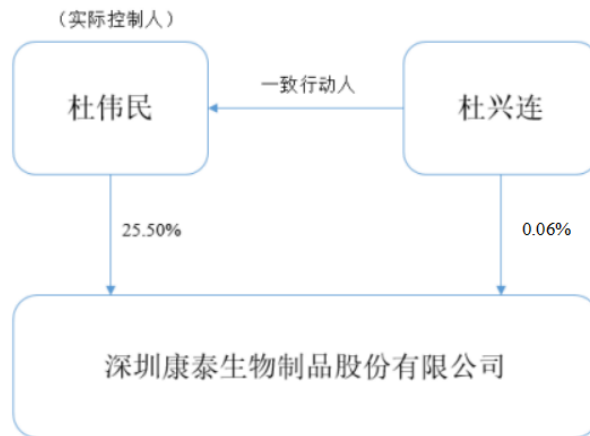 （实际控制人）
杜伟民
一致行动人
杜兴连
25.50%
0.06%
深圳康泰生物制品股份有限公司